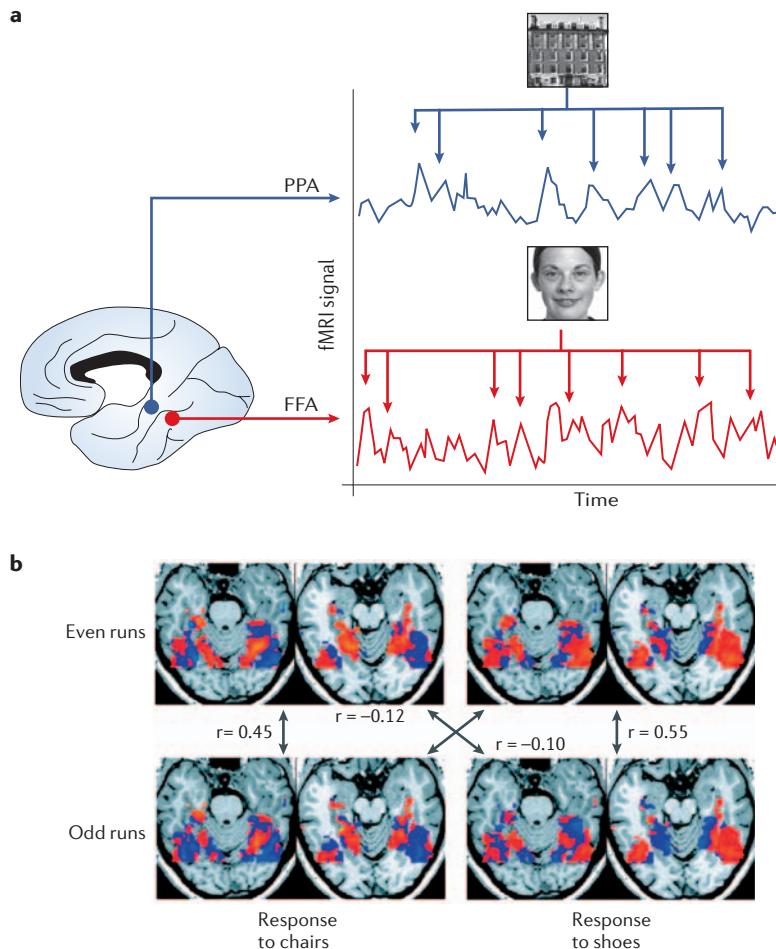 a
PPA
fMRI signal
FFA
Time
b
Even runs
r= 0.45
r = –0.12
r = –0.10
r = 0.55
Odd runs
Response
to chairs
Response
to shoes